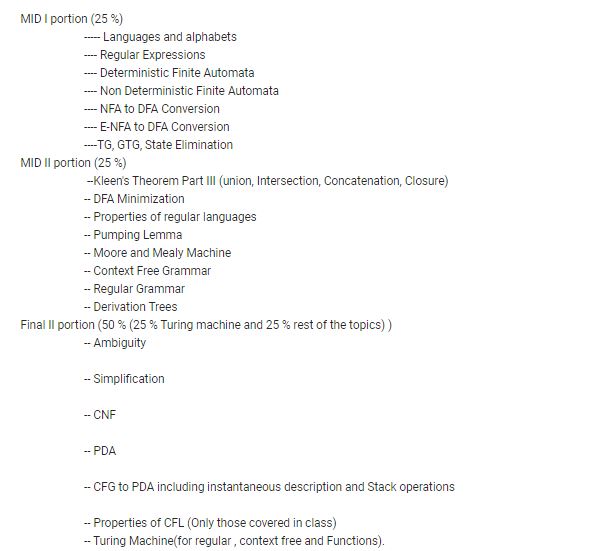 MID I portion (25 %)
----- Languages and alphabets
---- Regular Expressions
---- Deterministic Finite Automata
---- Non Deterministic Finite Automata
---- NFA to DFA Conversion
---- E-NFA to DFA Conversion
----TG, GTG, State Elimination
MID II portion (25 %)
--Kleen's Theorem Part III (union, Intersection, Concatenation, Closure)
-- DFA Minimization
-- Properties of regular languages
-- Pumping Lemma
-- Moore and Mealy Machine
-- Context Free Grammar
-- Regular Grammar
-- Derivation Trees
Final II portion (50 % (25 % Turing machine and 25 % rest of the topics) )
-- Ambiguity
-- Simplification
-- CNF
-- PDA
-- CFG to PDA including instantaneous description and Stack operations
-- Properties of CFL (Only those covered in class)
-- Turing Machine(for regular , context free and Functions).